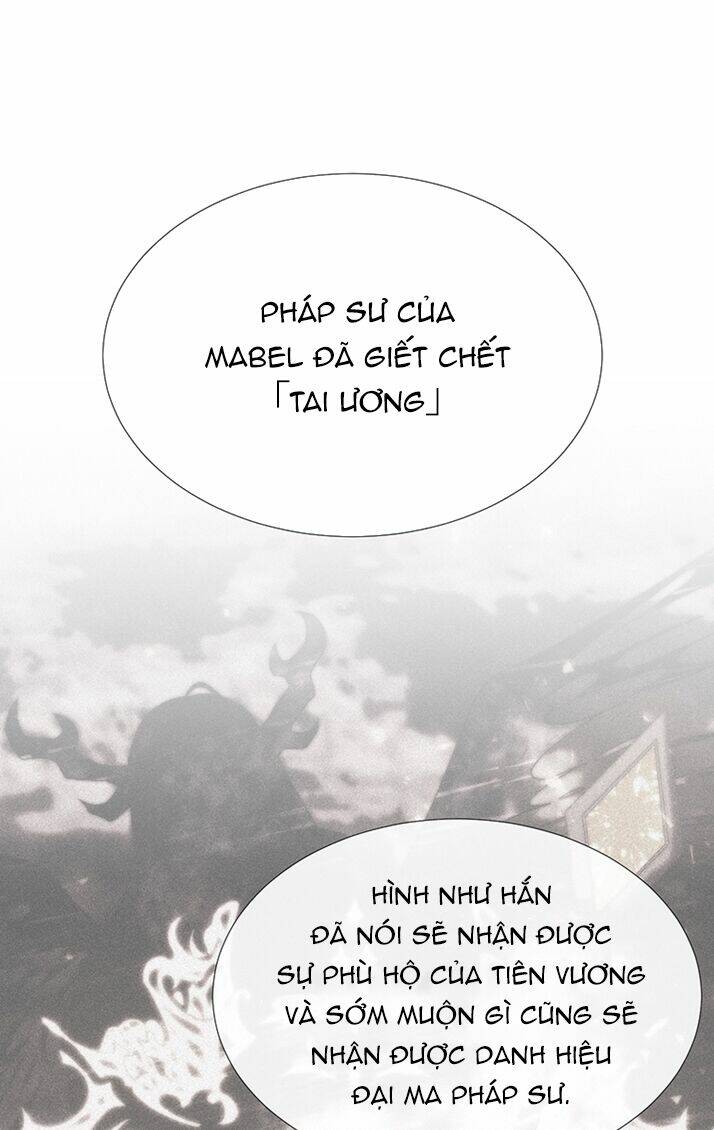 PHÁP SƯ CỦA
MABEL ĐÃ GIẾT CHẾT
「TAI ƯƠNG」
HÌNH NHƯ HẮN
ĐÃ NÓI SẼ NHẬN ĐƯỢC
SỰ PHÙ HỘ CỦA TIÊN VƯƠNG
VÀ SỚM MUỘN GÌ CŨNG SẼ
NHẬN ĐƯỢC DANH HIỆU
ĐẠI MA PHÁP SƯ.